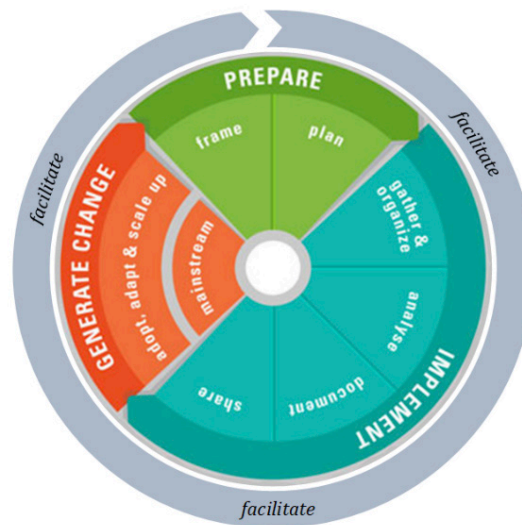 PREPARE
frame
plan
facilitate
gather &
organize
analyse
document
share
IMPLEMENT
facilitate
GENERATE CHANGE
adopt, adapt & scale up
mainstream
facilitate